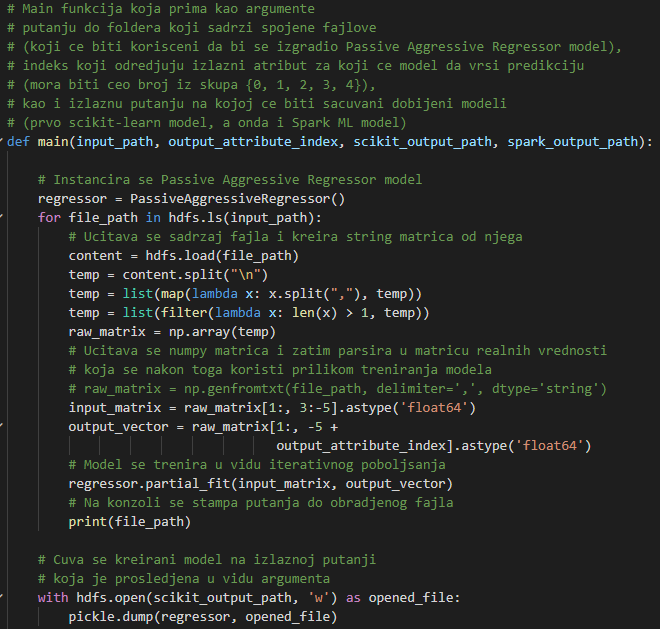 # Main funkcija koja prima kao argumente
# putanju do foldera koji sadrzi spojene fajlove
# (koji ce biti korisceni da bi se izgradio Passive Aggressive Regressor model),
# indeks koji odredjuju izlazni atribut za koji ce model da vrsi predikciju
# (mora biti ceo broj iz skupa {0, 1, 2, 3, 4}),
# kao i izlaznu putanju na kojoj ce biti sacuvani dobijeni modeli
# (prvo scikit-learn model, a onda i Spark ML model)
def main(input_path, output_attribute_index, scikit_output_path, spark_output_path):

    # Instancira se Passive Aggressive Regressor model
    regressor = PassiveAggressiveRegressor()
    for file_path in hdfs.ls(input_path):
        # Ucitava se sadrzaj fajla i kreira string matrica od njega
        content = hdfs.load(file_path)
        temp = content.split("\n")
        temp = list(map(lambda x: x.split(","), temp))
        temp = list(filter(lambda x: len(x) > 1, temp))
        raw_matrix = np.array(temp)
        # Ucitava se numpy matrica i zatim parsira u matricu realnih vrednosti
        # koja se nakon toga koristi prilikom treniranja modela
        # raw_matrix = np.genfromtxt(file_path, delimiter=',', dtype='string')
        input_matrix = raw_matrix[1:, 3:-5].astype('float64')
        output_vector = raw_matrix[1:, -5 +
                                   output_attribute_index].astype('float64')
        # Model se trenira u vidu iterativnog poboljsanja
        regressor.partial_fit(input_matrix, output_vector)
        # Na konzoli se stampa putanja do obradjenog fajla
        print(file_path)

    # Cuva se kreirani model na izlaznoj putanji
    # koja je prosledjena u vidu argumenta
    with hdfs.open(scikit_output_path, 'w') as opened_file:
        pickle.dump(regressor, opened_file)